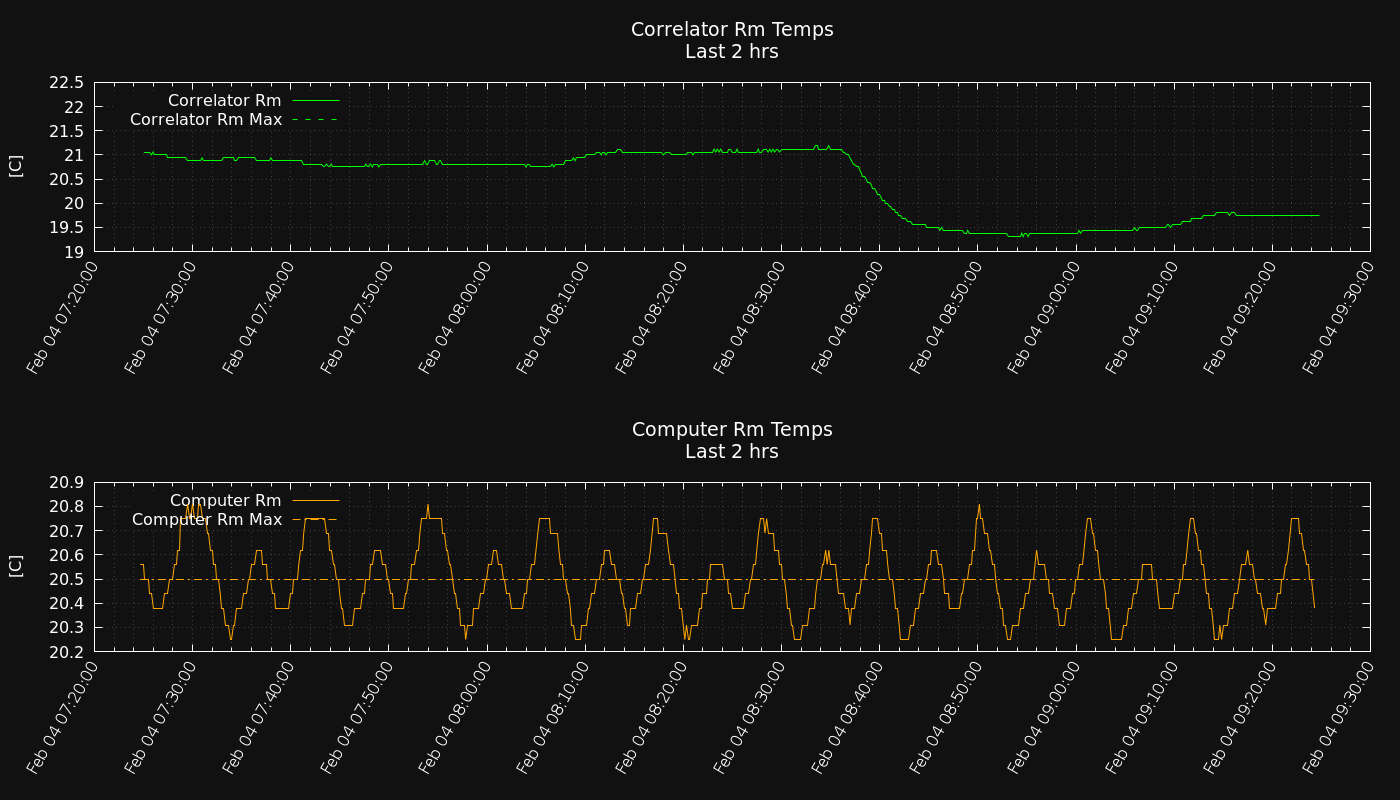 Correlator Rm Temps
Last 2 hrs
22.5
22
21.5
21
20.5
20
19.5
19
[C]
Correlator Rm
Correlator Rm Max
Feb 04 07:20:00
Feb 04 07:30:00
Feb 04 07:40:00
Feb 04 07:50:00
Feb 04 08:00:00
Feb 04 08:10:00
Feb 04 08:20:00
Feb 04 08:30:00
Feb 04 08:40:00
Feb 04 08:50:00
Feb 04 09:00:00
Feb 04 09:10:00
Feb 04 09:20:00
Feb 04 09:30:00
Computer Rm Temps
Last 2 hrs
20.9
20.8
20.7
20.6
20.5
20.4
20.3
20.2
[C]
Computer Rm
Computer Rm Max
Feb 04 07:20:00
Feb 04 07:30:00
Feb 04 07:40:00
Feb 04 07:50:00
Feb 04 08:00:00
Feb 04 08:10:00
Feb 04 08:20:00
Feb 04 08:30:00
Feb 04 08:40:00
Feb 04 08:50:00
Feb 04 09:00:00
Feb 04 09:10:00
Feb 04 09:20:00
Feb 04 09:30:00